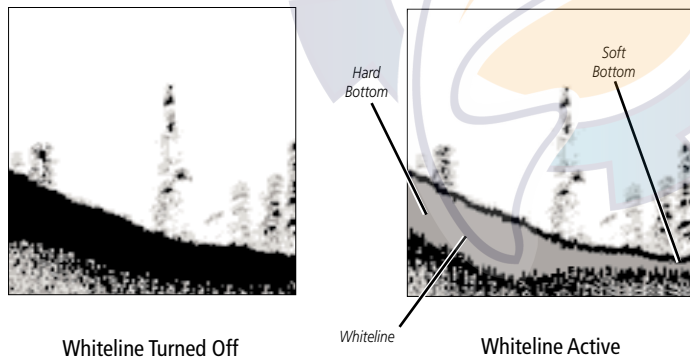 Hard
Bottom
Soft
Bottom
Whiteline
Whiteline Turned Off
Whiteline Active